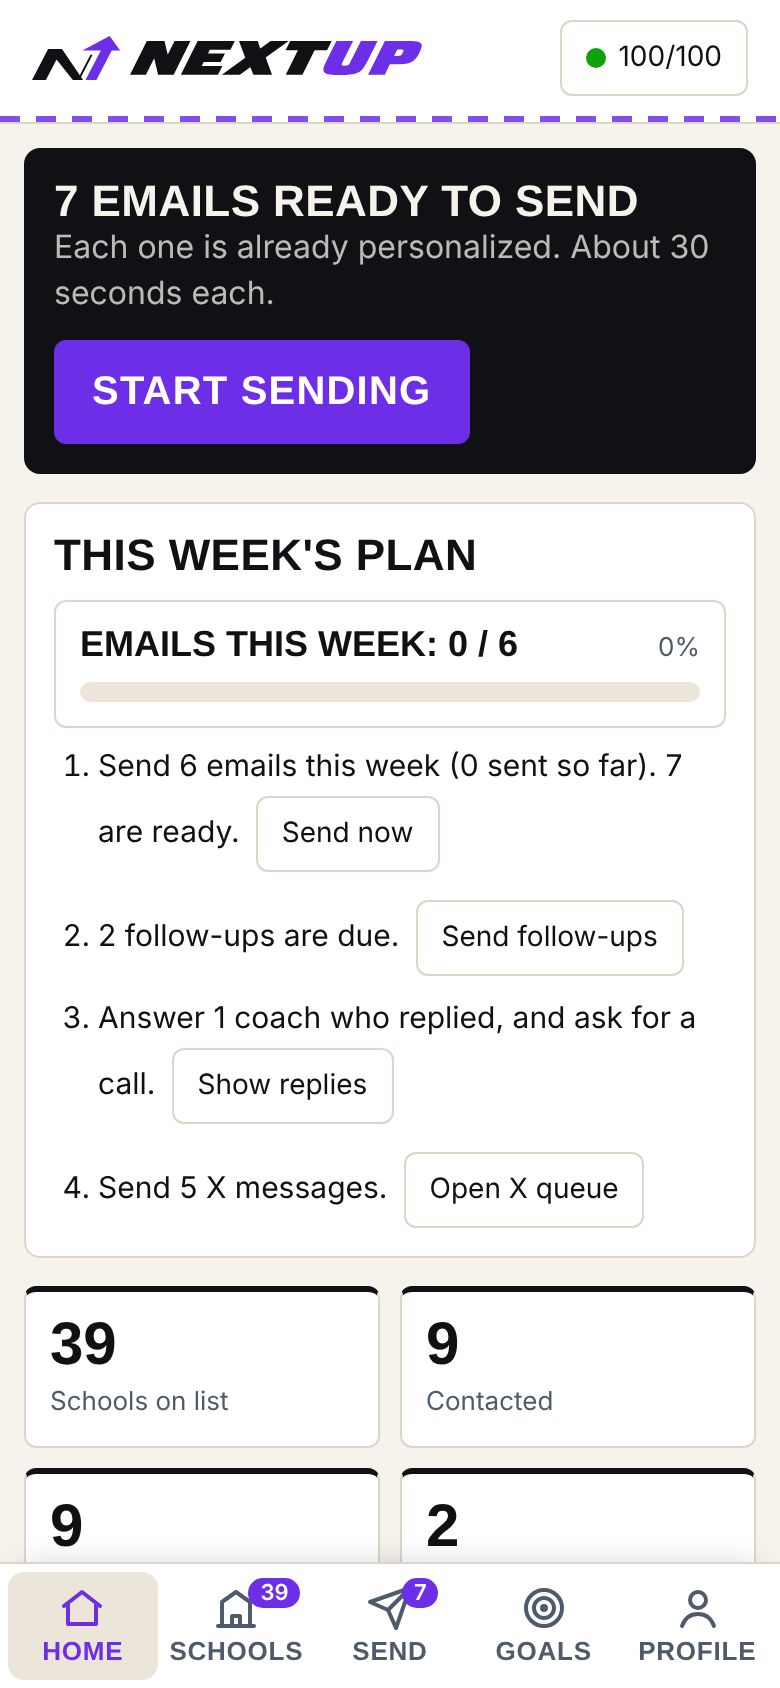 NEXTUP
100/100
7 EMAILS READY TO SEND
Each one is already personalized. About 30
seconds each.
START SENDING
THIS WEEK'S PLAN
EMAILS THIS WEEK: 0 / 6
0%
1. Send 6 emails this week (0 sent so far). 7
are ready. Send now
2. 2 follow-ups are due. Send follow-ups
3. Answer 1 coach who replied, and ask for a
call. Show replies
4. Send 5 X messages. Open X queue
39
Schools on list
9
Contacted
9
2
HOME
39
SCHOOLS
7
SEND
GOALS
PROFILE